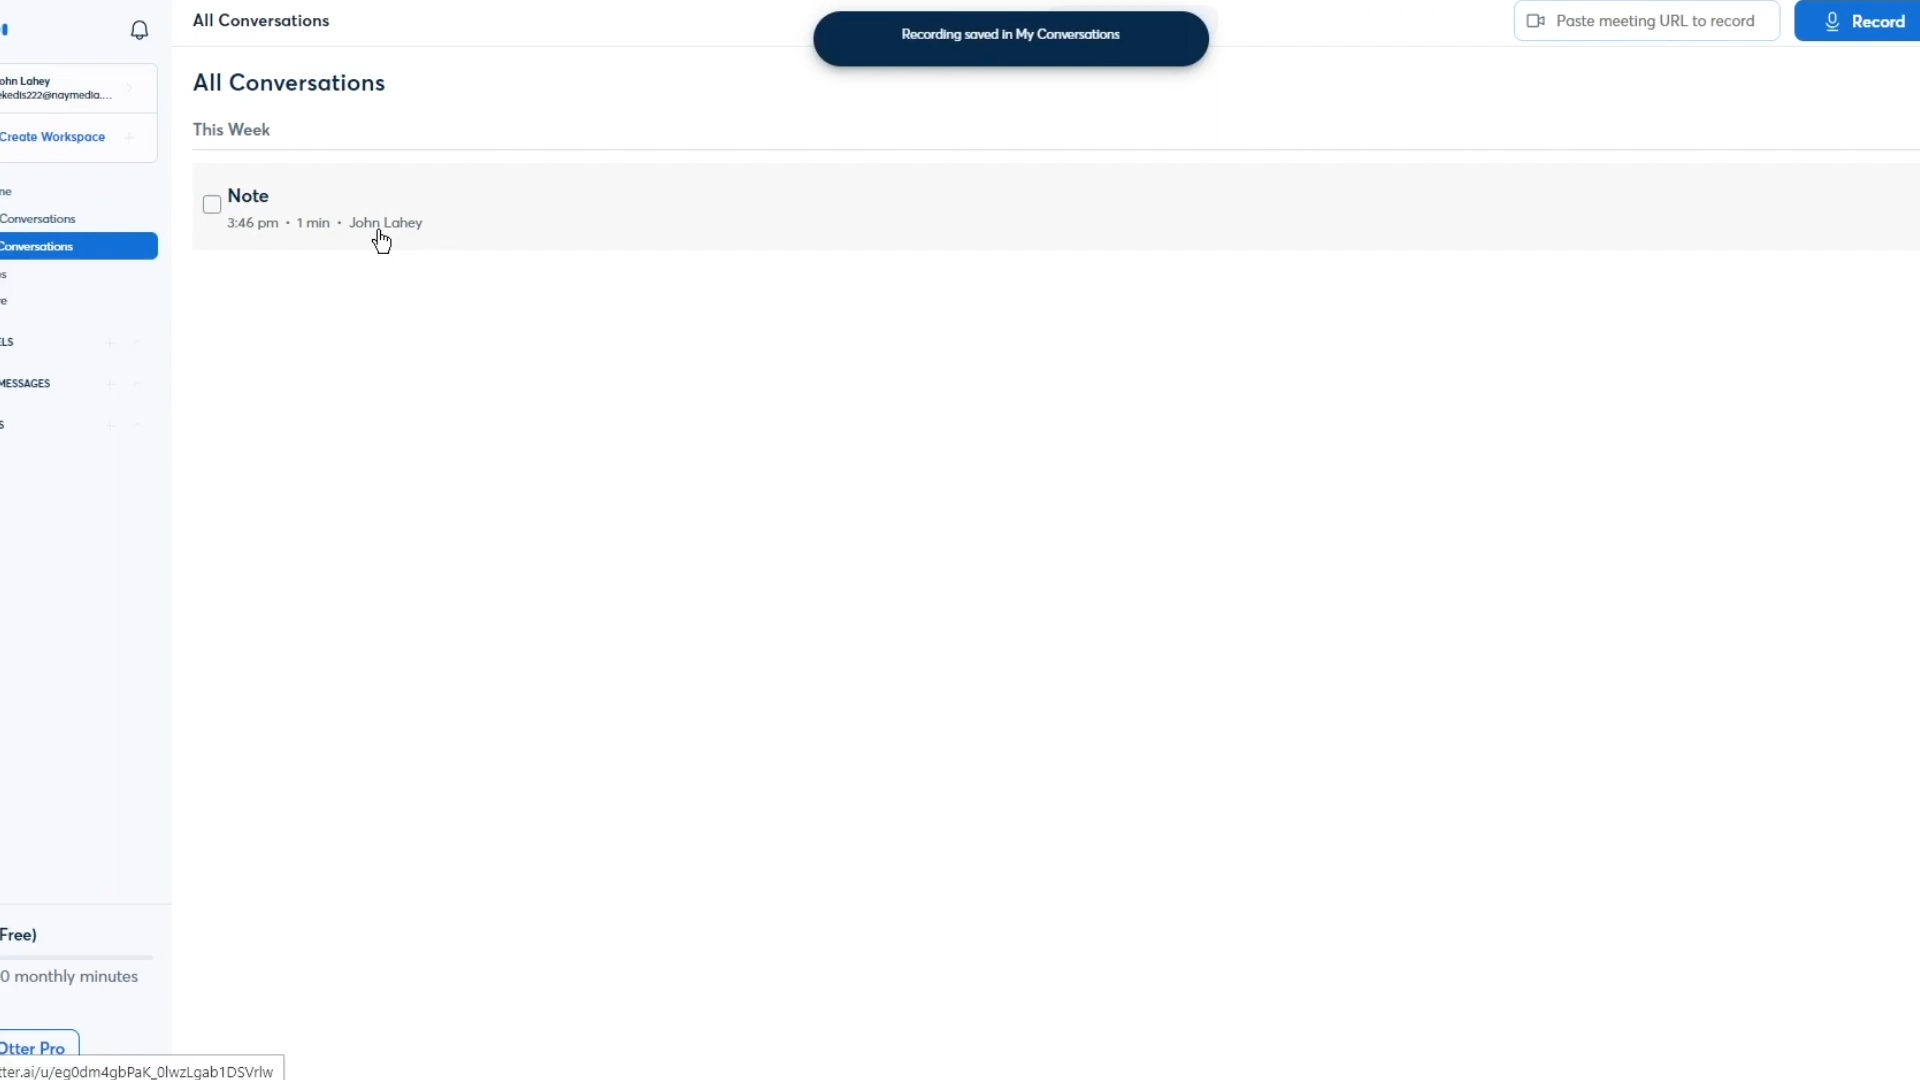 All Conversations
Recording saved in My Conversations
Paste meeting URL to record
Record
ohn Lahey
kedis222@naymedia....
Create Workspace
All Conversations
This Week
Note
3:46 pm · 1 min · John Lahey
ne
Conversations
Conversations
s
e
ELS
MESSAGES
S
Free)
0 monthly minutes
Otter Pro
tter.ai/u/eg0dm4gbPaK_0lwzLgab1DSVrlw